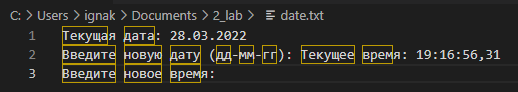 C: > Users > ignak > Documents > 2_lab > date.txt
1 Текущая дата: 28.03.2022
2 Введите новую дату (дд-мм-гг): Текущее время: 19:16:56,31
3 Введите новое время: